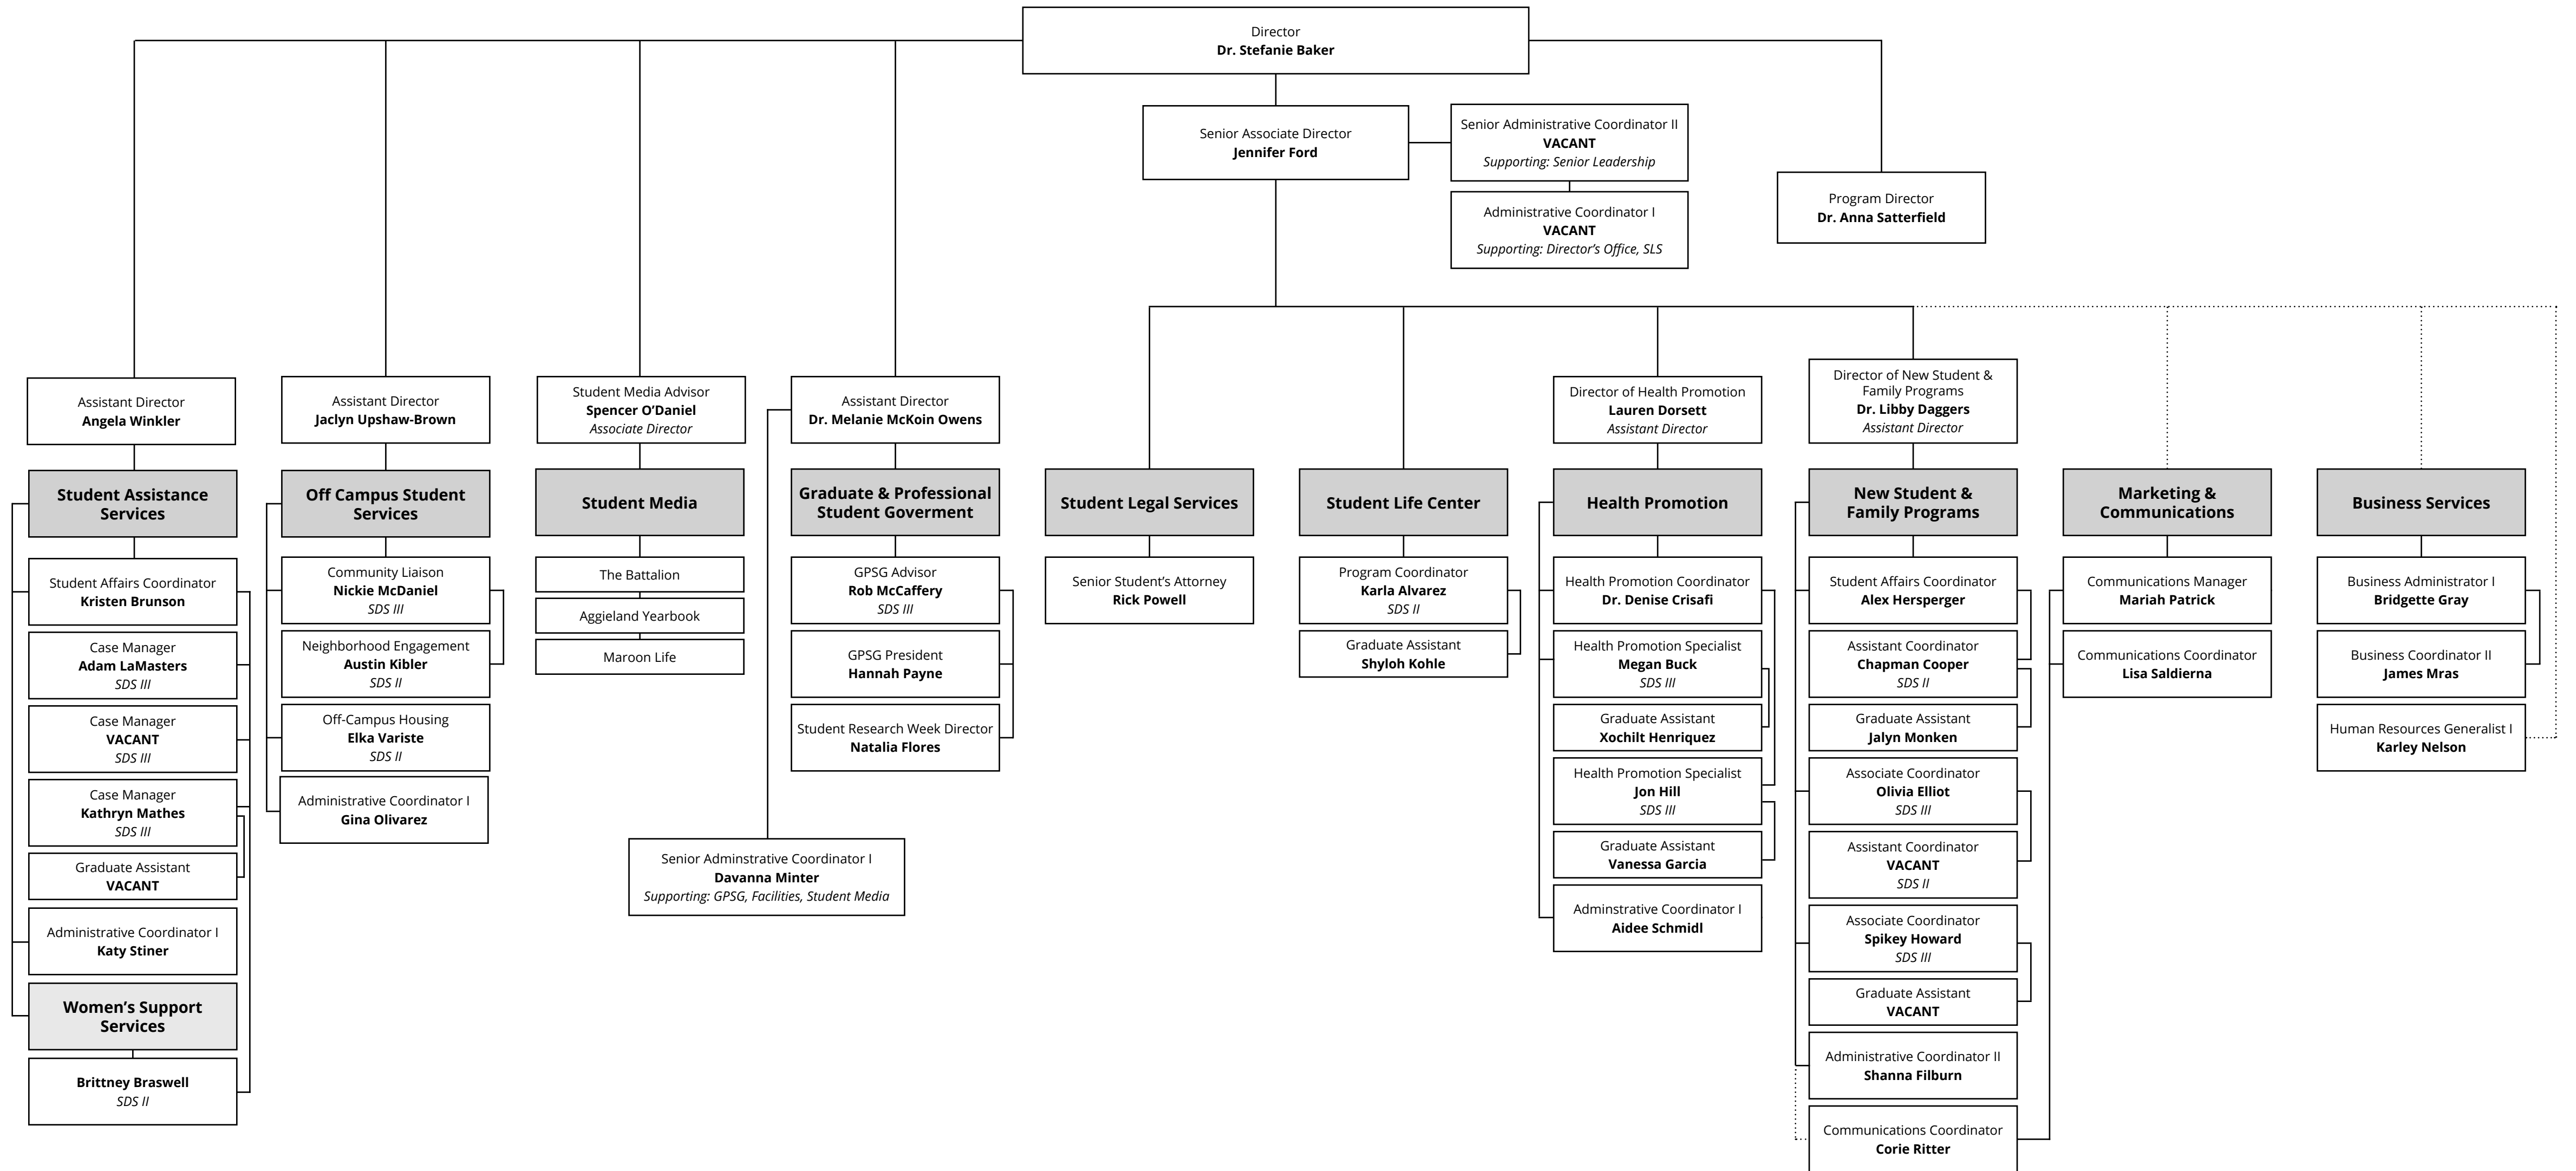 Director
Dr. Stefanie Baker
Senior Associate Director
Jennifer Ford
Senior Administrative Coordinator II
VACANT
Supporting: Senior Leadership
Administrative Coordinator I
VACANT
Supporting: Director’s Office, SLS
Program Director
Dr. Anna Satterfield
Assistant Director
Angela Winkler
Student Assistance
Services
Student Affairs Coordinator
Kristen Brunson
Case Manager
Adam LaMasters
SDS III
Case Manager
VACANT
SDS III
Case Manager
Kathryn Mathes
SDS III
Graduate Assistant
VACANT
Administrative Coordinator I
Katy Stiner
Women’s Support
Services
Brittney Braswell
SDS II
Assistant Director
Jaclyn Upshaw-Brown
Off Campus Student
Services
Community Liaison
Nickie McDaniel
SDS III
Neighborhood Engagement
Austin Kibler
SDS II
Off-Campus Housing
Elka Variste
SDS II
Administrative Coordinator I
Gina Olivarez
Student Media Advisor
Spencer O’Daniel
Associate Director
Student Media
The Battalion
Aggieland Yearbook
Maroon Life
Assistant Director
Dr. Melanie McKoin Owens
Graduate & Professional
Student Goverment
GPSG Advisor
Rob McCaffery
SDS III
GPSG President
Hannah Payne
Student Research Week Director
Natalia Flores
Senior Adminstrative Coordinator I
Davanna Minter
Supporting: GPSG, Facilities, Student Media
Student Legal Services
Senior Student’s Attorney
Rick Powell
Student Life Center
Program Coordinator
Karla Alvarez
SDS II
Graduate Assistant
Shyloh Kohle
Director of Health Promotion
Lauren Dorsett
Assistant Director
Health Promotion
Health Promotion Coordinator
Dr. Denise Crisafi
Health Promotion Specialist
Megan Buck
SDS III
Graduate Assistant
Xochilt Henriquez
Health Promotion Specialist
Jon Hill
SDS III
Graduate Assistant
Vanessa Garcia
Adminstrative Coordinator I
Aidee Schmidl
Director of New Student &
Family Programs
Dr. Libby Daggers
Assistant Director
New Student &
Family Programs
Student Affairs Coordinator
Alex Hersperger
Assistant Coordinator
Chapman Cooper
SDS II
Graduate Assistant
Jalyn Monken
Associate Coordinator
Olivia Elliot
SDS III
Assistant Coordinator
VACANT
SDS II
Associate Coordinator
Spikey Howard
SDS III
Graduate Assistant
VACANT
Administrative Coordinator II
Shanna Filburn
Communications Coordinator
Corie Ritter
Marketing &
Communications
Communications Manager
Mariah Patrick
Communications Coordinator
Lisa Saldierna
Business Services
Business Administrator I
Bridgette Gray
Business Coordinator II
James Mras
Human Resources Generalist I
Karley Nelson